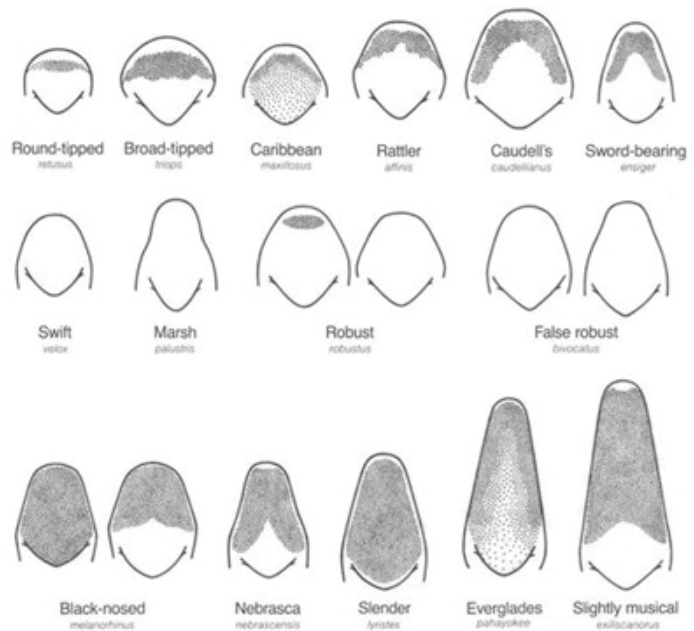 Round-tipped Broad-tipped Caribbean Rattler Caudell's Sword-bearing
retusus triops maxillosus affinis caudellianus ensiger
Swift Marsh Robust False robust
velox palustris robustus bivocatus
Black-nosed Nebrasca Slender Everglades Slightly musical
melanorhinus nebrascensis lyristes pahayokee exiliscanorus